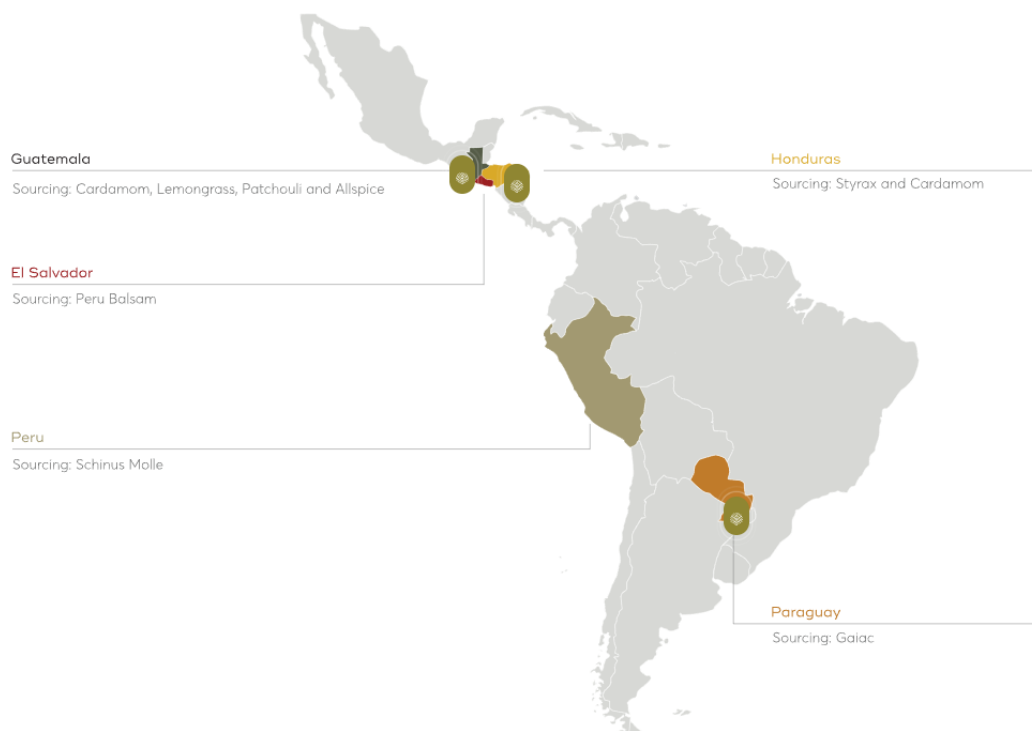 Guatemala
Sourcing: Cardamom, Lemongrass, Patchouli and Allspice
Honduras
Sourcing: Styrax and Cardamom
El Salvador
Sourcing: Peru Balsam
Peru
Sourcing: Schinus Molle
Paraguay
Sourcing: Gaiac